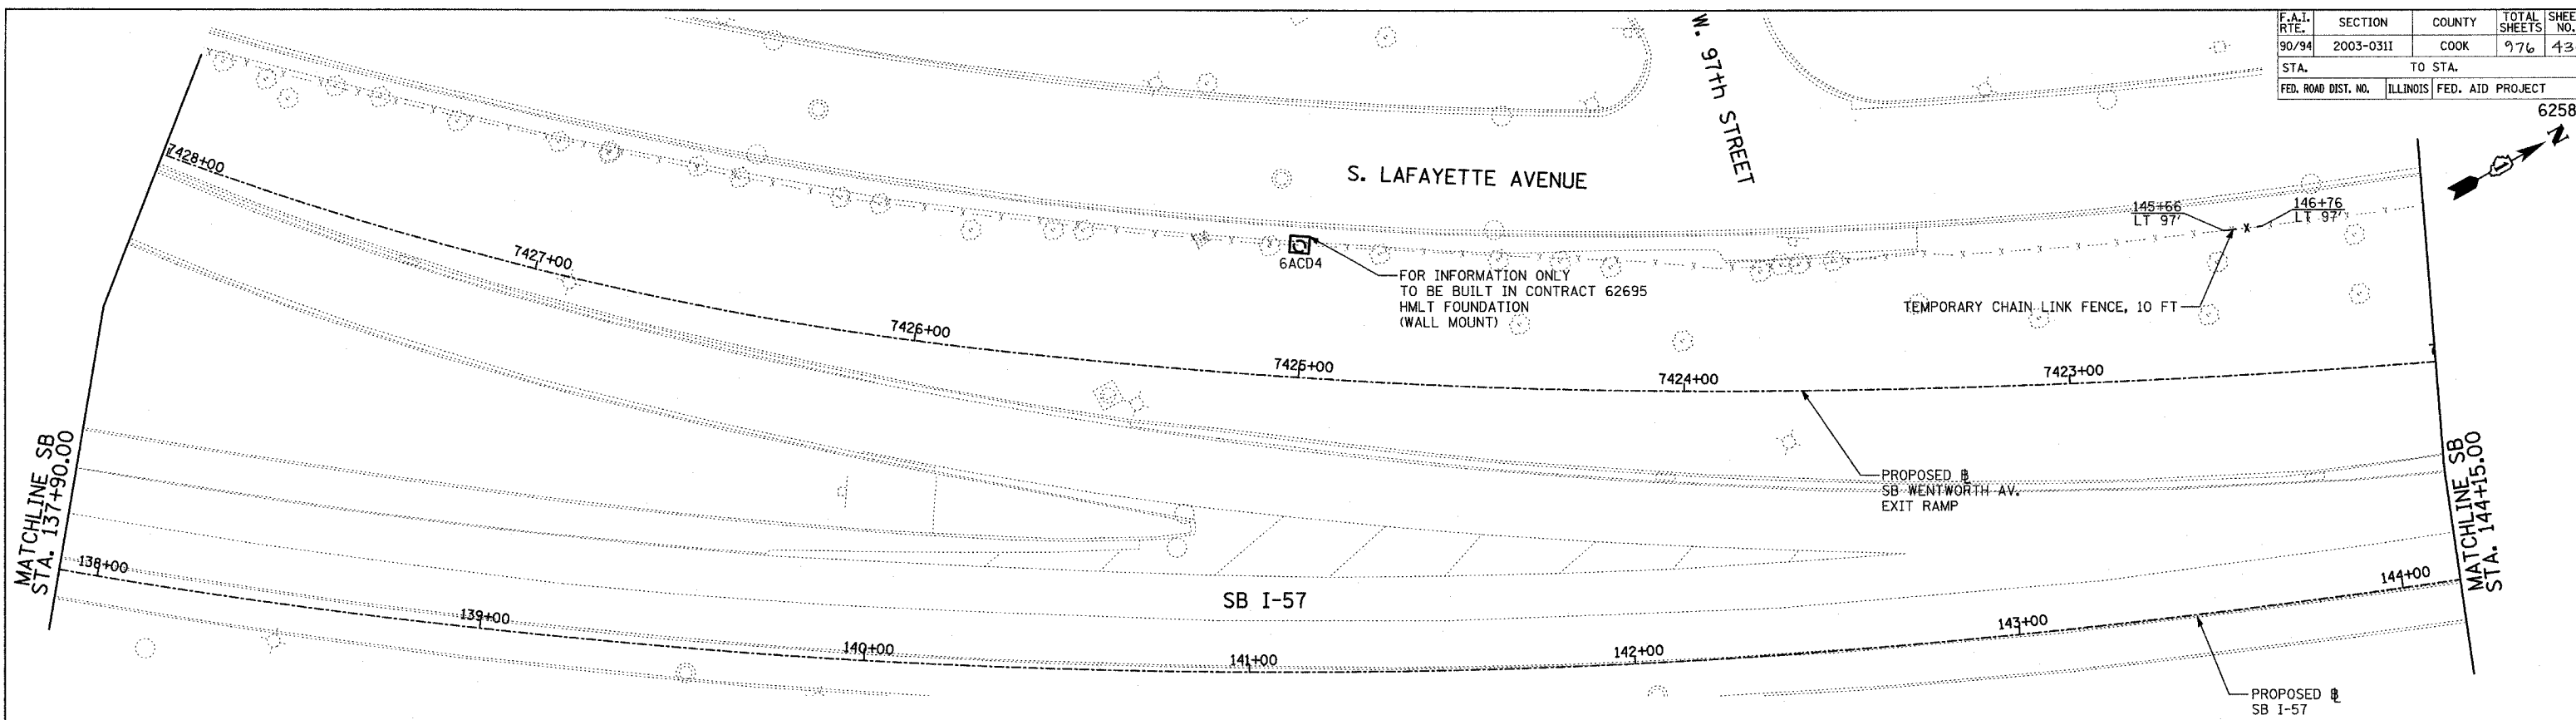 F.A.I. RTE. SECTION COUNTY TOTAL SHEETS
90/94 2003-031I COOK 976 43
STA. TO STA.
FED. ROAD DIST. NO. ILLINOIS FED. AID PROJECT
6258
N
W. 97th STREET
S. LAFAYETTE AVENUE
145+66
LT 97'
146+76
LT 97'
7428+00
7427+00
7426+00
7425+00
7424+00
7423+00
6ACD4
FOR INFORMATION ONLY
TO BE BUILT IN CONTRACT 62695
HMLT FOUNDATION
(WALL MOUNT)
TEMPORARY CHAIN LINK FENCE, 10 FT
PROPOSED ⅊
SB WENTWORTH AV.
EXIT RAMP
MATCHLINE SB
STA. 137+90.00
MATCHLINE SB
STA. 144+15.00
SB I-57
138+00
139+00
140+00
141+00
142+00
143+00
144+00
PROPOSED
SB I-57